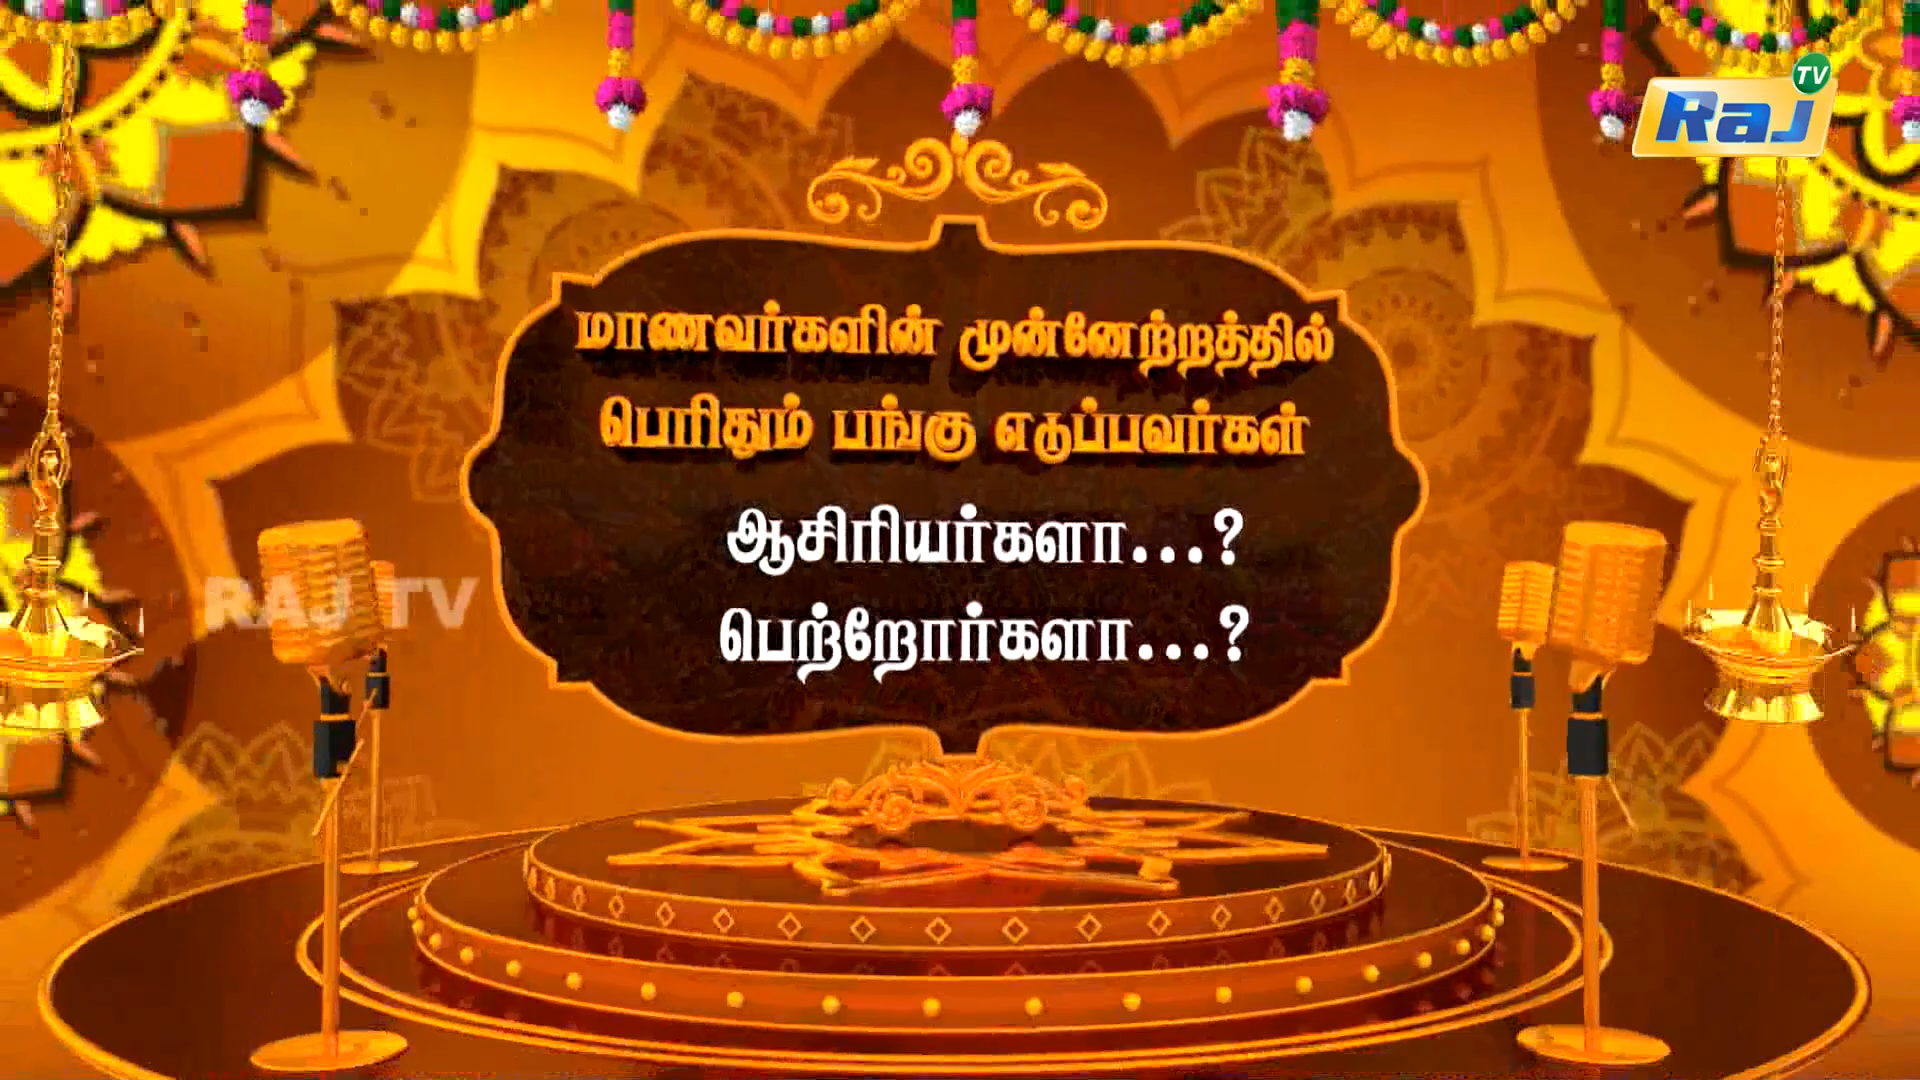 TV
Raj
மாணவர்களின் முன்னேற்றத்தில்
பெரிதும் பங்கு எடுப்பவர்கள்
ஆசிரியர்களா...?
பெற்றோர்களா...?
RAJ TV